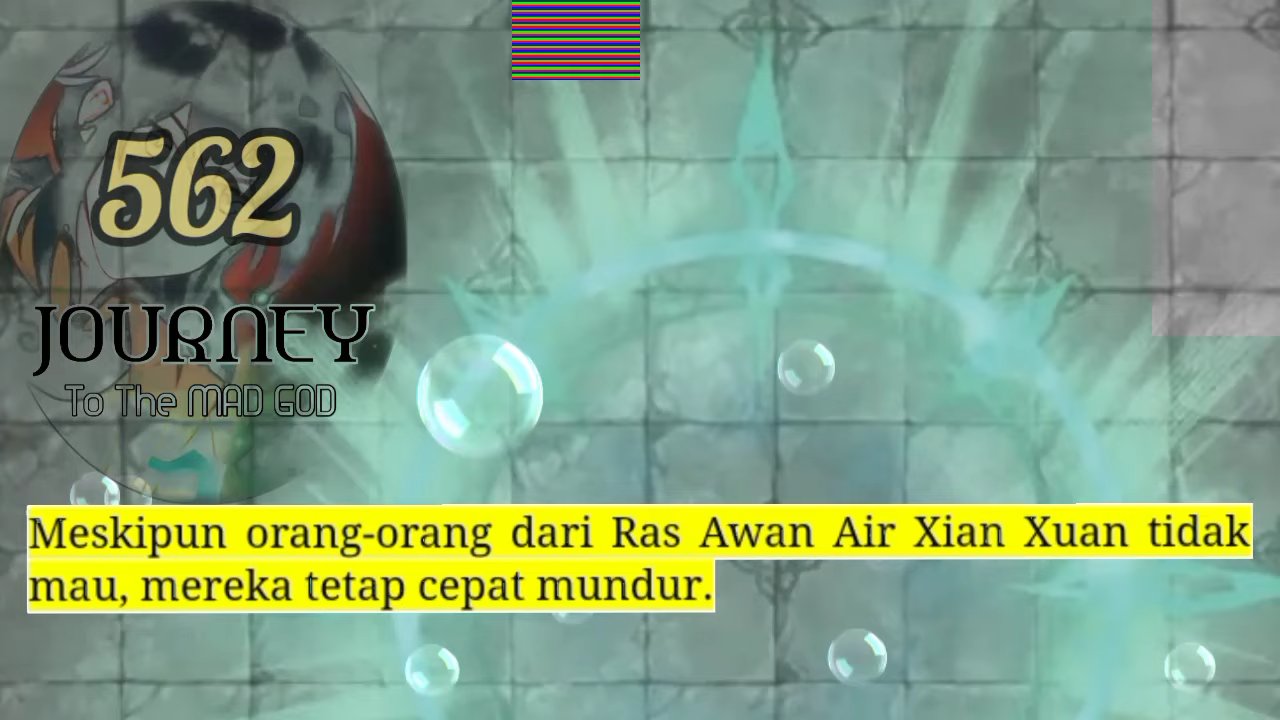 562
JOURNEY
To The MAD GOD
Meskipun orang-orang dari Ras Awan Air Xian Xuan tidak
mau, mereka tetap cepat mundur.